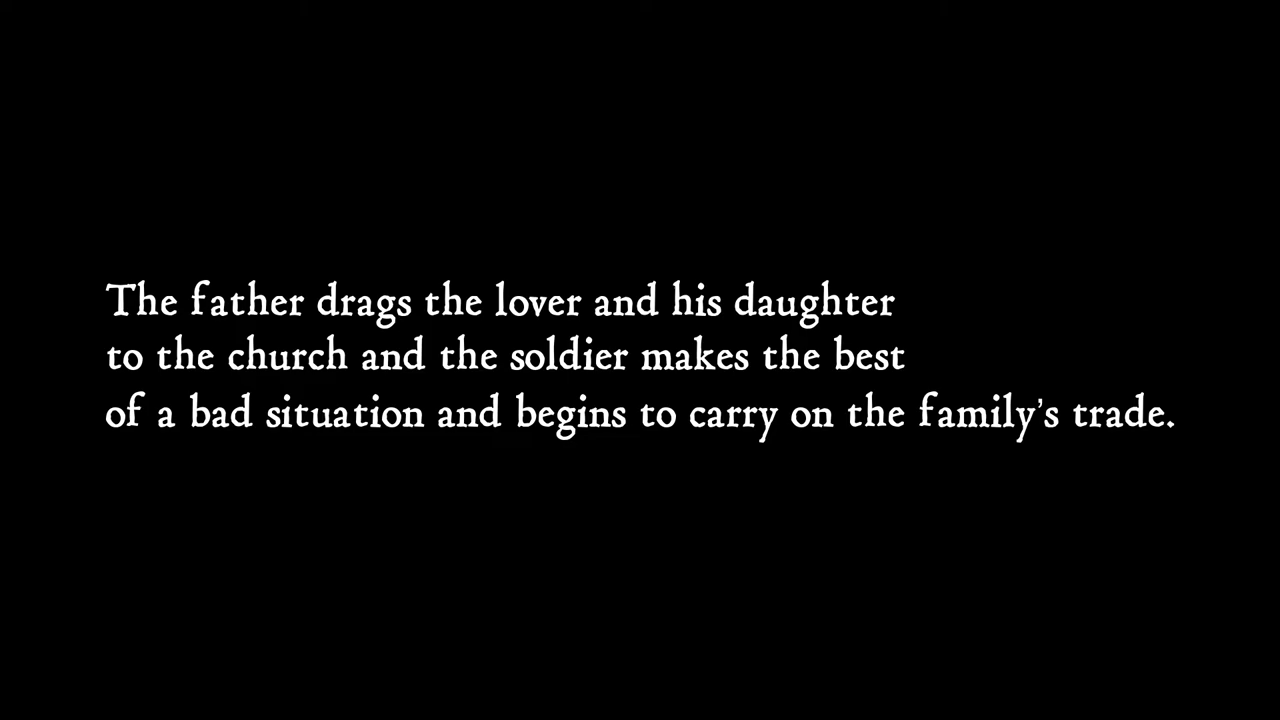 The father drags the lover and his daughter
to the church and the soldier makes the best
of a bad situation and begins to carry on the family’s trade.